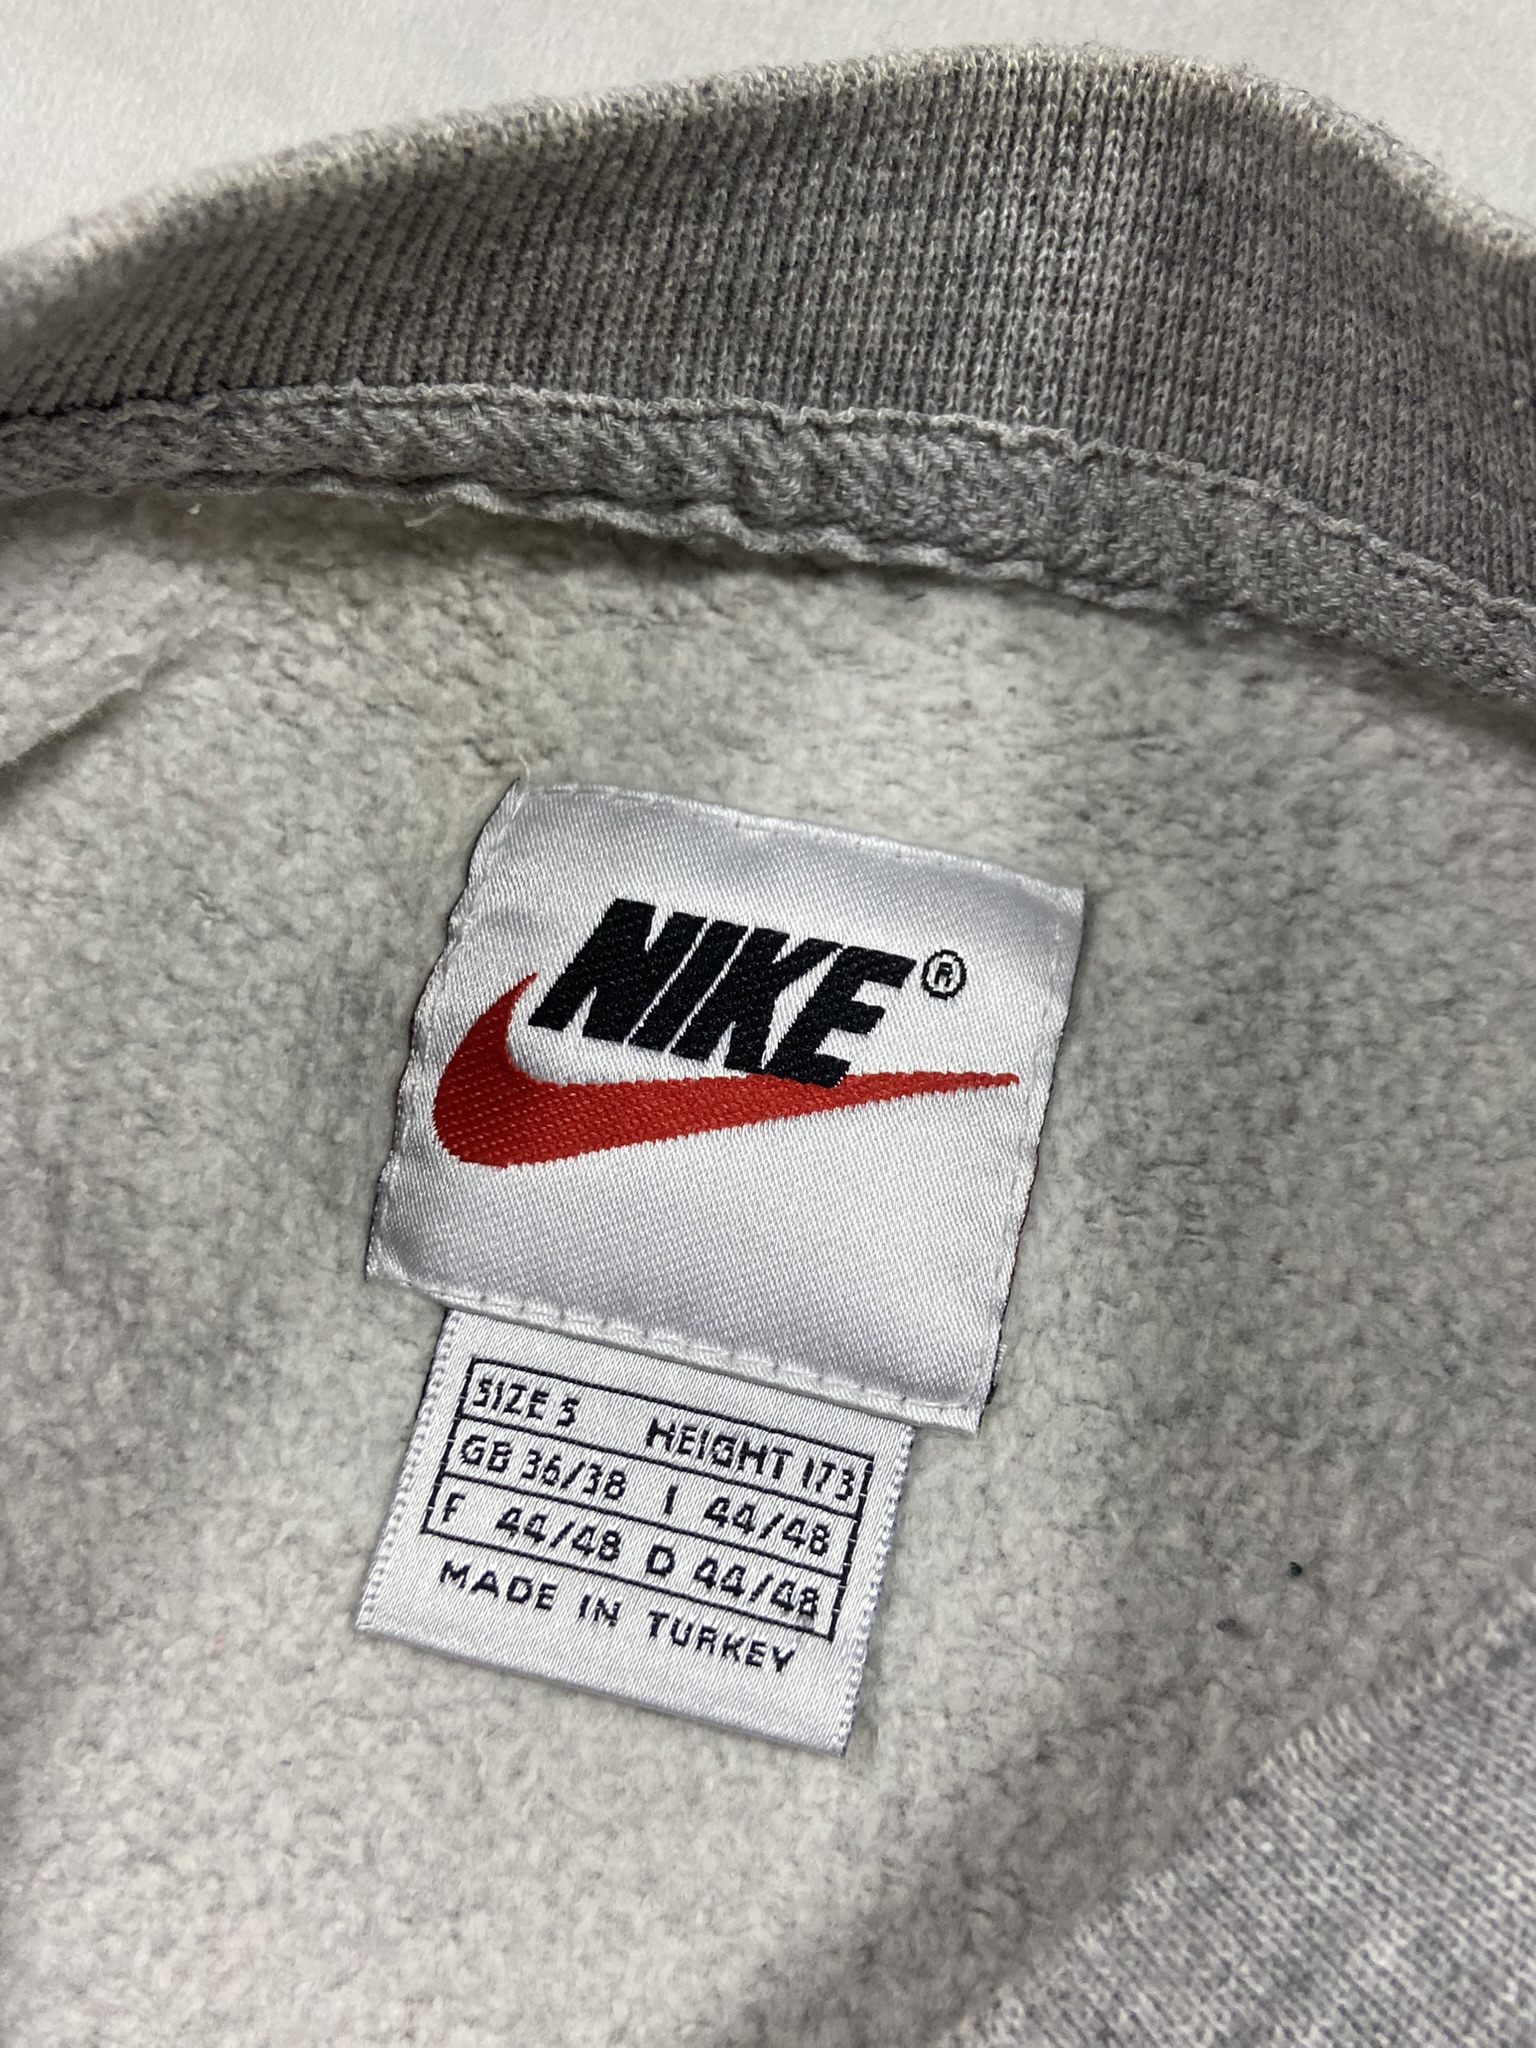 NIKE®
SIZE S HEIGHT 173
GB 36/38 I 44/48
F 44/48 D 44/48
MADE IN TURKEY